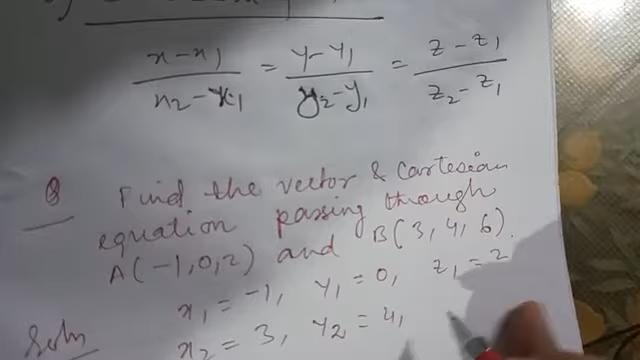 x-x₁/x₂-x₁ = y-y₁/y₂-y₁ = z-z₁/z₂-z₁
Q Find the vector & cartesian
equation passing through
A(-1,0,2) and B(3,4,6).
x₁ = -1, y₁ = 0, z₁ = 2
Soln x₂ = 3, y₂ = 4,